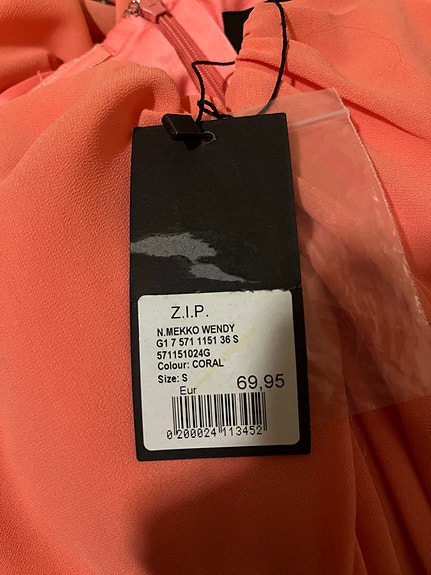 Z.I.P.
N.MEKKO WENDY
G1 7 571 1151 36 S
571151024G
Colour: CORAL
Size: S
Eur 69,95
0 200024 113452